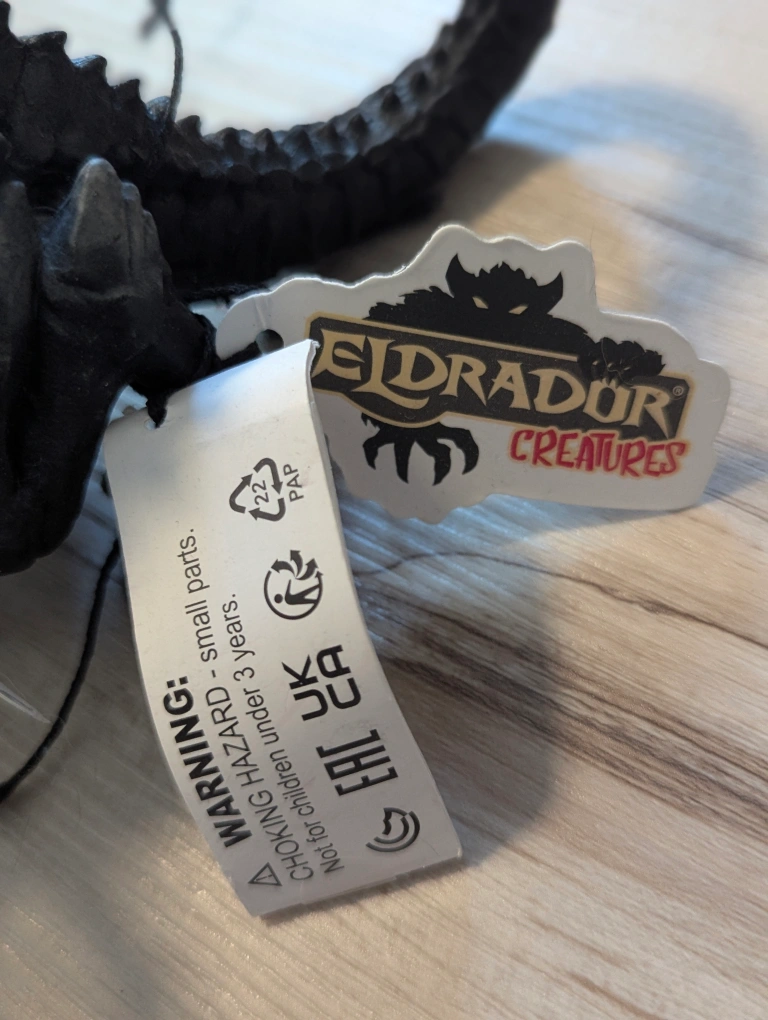 ELDRADOR®
CREATURES
⚠ WARNING:
CHOKING HAZARD - small parts.
Not for children under 3 years.
EAC
UK
CA
22
PAP